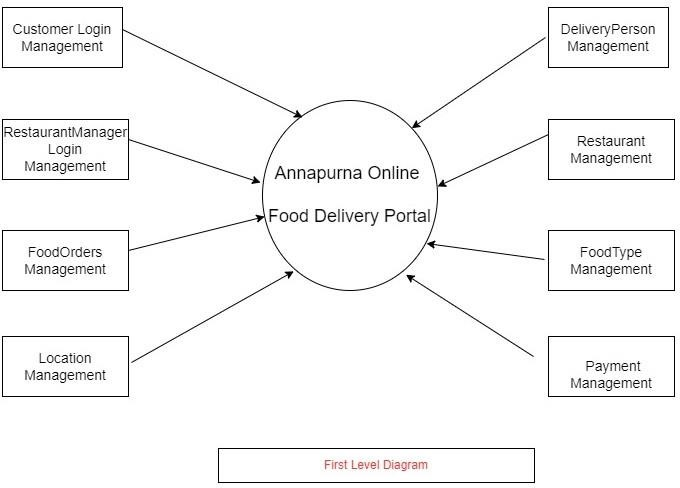 Customer Login
Management
DeliveryPerson
Management
RestaurantManager
Login
Management
Restaurant
Management
Annapurna Online
Food Delivery Portal
FoodOrders
Management
FoodType
Management
Location
Management
Payment
Management
First Level Diagram